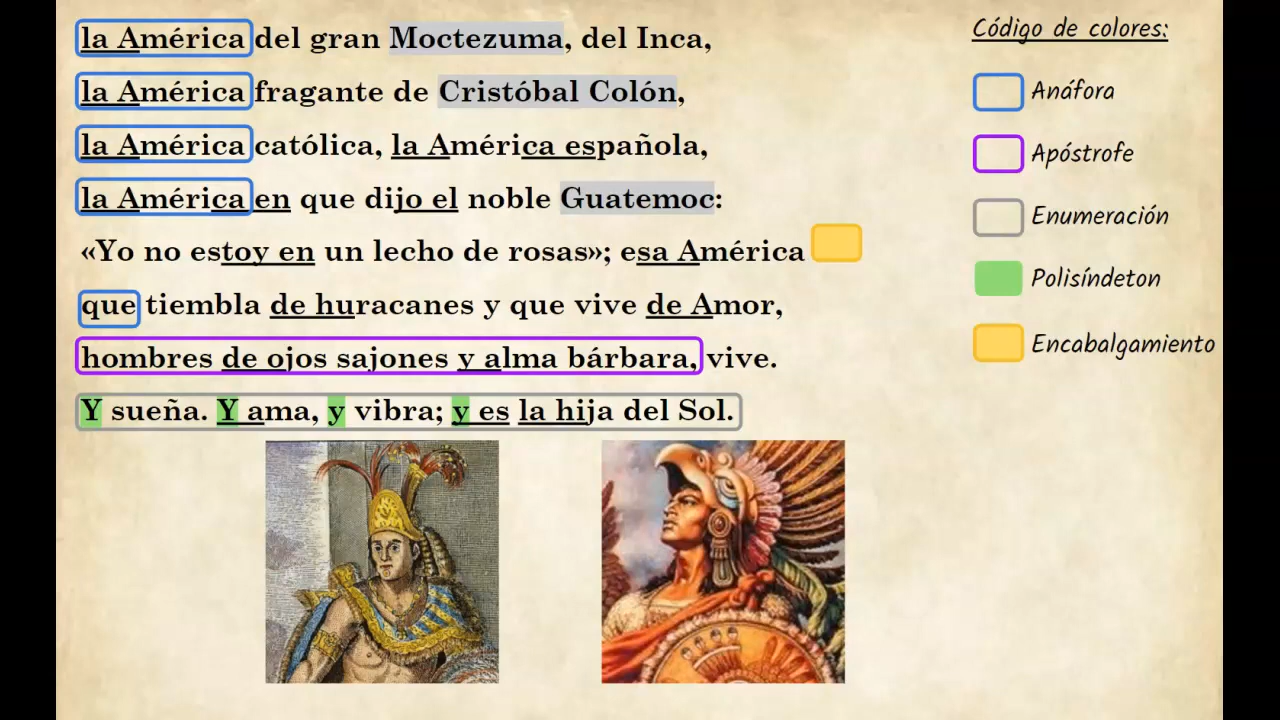 la América del gran Moctezuma, del Inca,
la América fragante de Cristóbal Colón,
la América católica, la América española,
la América en que dijo el noble Guatemoc:
«Yo no estoy en un lecho de rosas»; esa América
que tiembla de huracanes y que vive de Amor,
hombres de ojos sajones y alma bárbara, vive.
Y sueña. Y ama, y vibra; y es la hija del Sol.
Código de colores:
Anáfora
Apóstrofe
Enumeración
Polisíndeton
Encabalgamiento